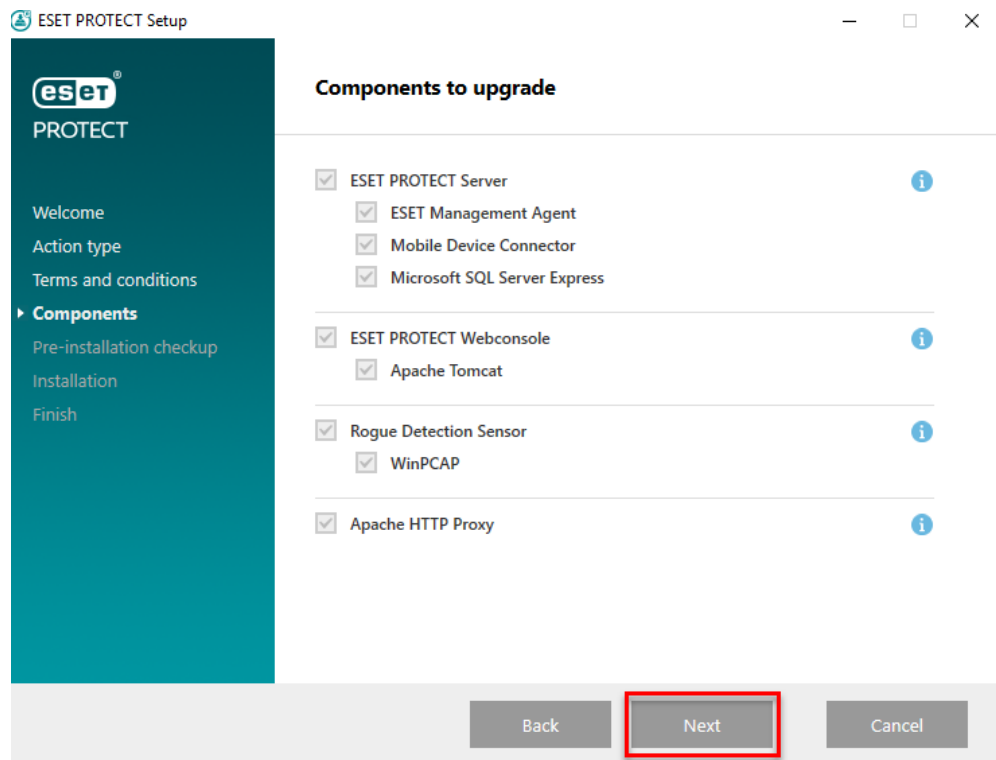 ESET PROTECT Setup
eset®
PROTECT
Welcome
Action type
Terms and conditions
Components
Pre-installation checkup
Installation
Finish
Components to upgrade
ESET PROTECT Server
ESET Management Agent
Mobile Device Connector
Microsoft SQL Server Express
ESET PROTECT Webconsole
Apache Tomcat
Rogue Detection Sensor
WinPCAP
Apache HTTP Proxy
Back
Next
Cancel